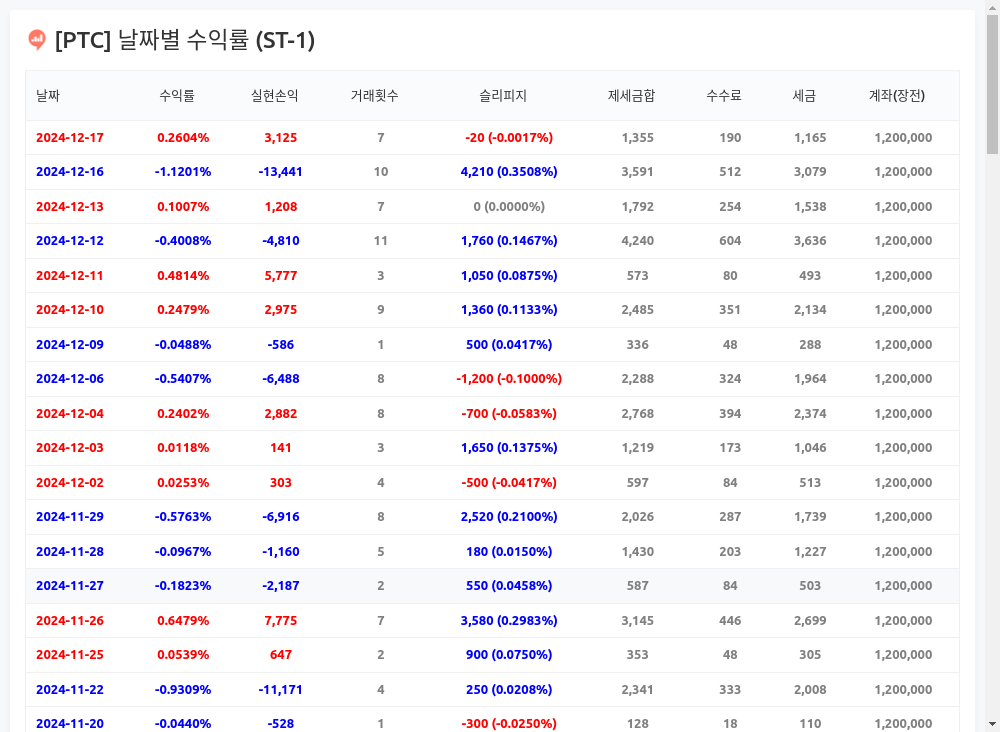 [PTC] 날짜별 수익률 (ST-1)
날짜 수익률 실현손익 거래횟수 슬리피지 제세금합 수수료 세금 계좌(장전)
2024-12-17 0.2604% 3,125 7 -20 (-0.0017%) 1,355 190 1,165 1,200,000
2024-12-16 -1.1201% -13,441 10 4,210 (0.3508%) 3,591 512 3,079 1,200,000
2024-12-13 0.1007% 1,208 7 0 (0.0000%) 1,792 254 1,538 1,200,000
2024-12-12 -0.4008% -4,810 11 1,760 (0.1467%) 4,240 604 3,636 1,200,000
2024-12-11 0.4814% 5,777 3 1,050 (0.0875%) 573 80 493 1,200,000
2024-12-10 0.2479% 2,975 9 1,360 (0.1133%) 2,485 351 2,134 1,200,000
2024-12-09 -0.0488% -586 1 500 (0.0417%) 336 48 288 1,200,000
2024-12-06 -0.5407% -6,488 8 -1,200 (-0.1000%) 2,288 324 1,964 1,200,000
2024-12-04 0.2402% 2,882 8 -700 (-0.0583%) 2,768 394 2,374 1,200,000
2024-12-03 0.0118% 141 3 1,650 (0.1375%) 1,219 173 1,046 1,200,000
2024-12-02 0.0253% 303 4 -500 (-0.0417%) 597 84 513 1,200,000
2024-11-29 -0.5763% -6,916 8 2,520 (0.2100%) 2,026 287 1,739 1,200,000
2024-11-28 -0.0967% -1,160 5 180 (0.0150%) 1,430 203 1,227 1,200,000
2024-11-27 -0.1823% -2,187 2 550 (0.0458%) 587 84 503 1,200,000
2024-11-26 0.6479% 7,775 7 3,580 (0.2983%) 3,145 446 2,699 1,200,000
2024-11-25 0.0539% 647 2 900 (0.0750%) 353 48 305 1,200,000
2024-11-22 -0.9309% -11,171 4 250 (0.0208%) 2,341 333 2,008 1,200,000
2024-11-20 -0.0440% -528 1 -300 (-0.0250%) 128 18 110 1,200,000